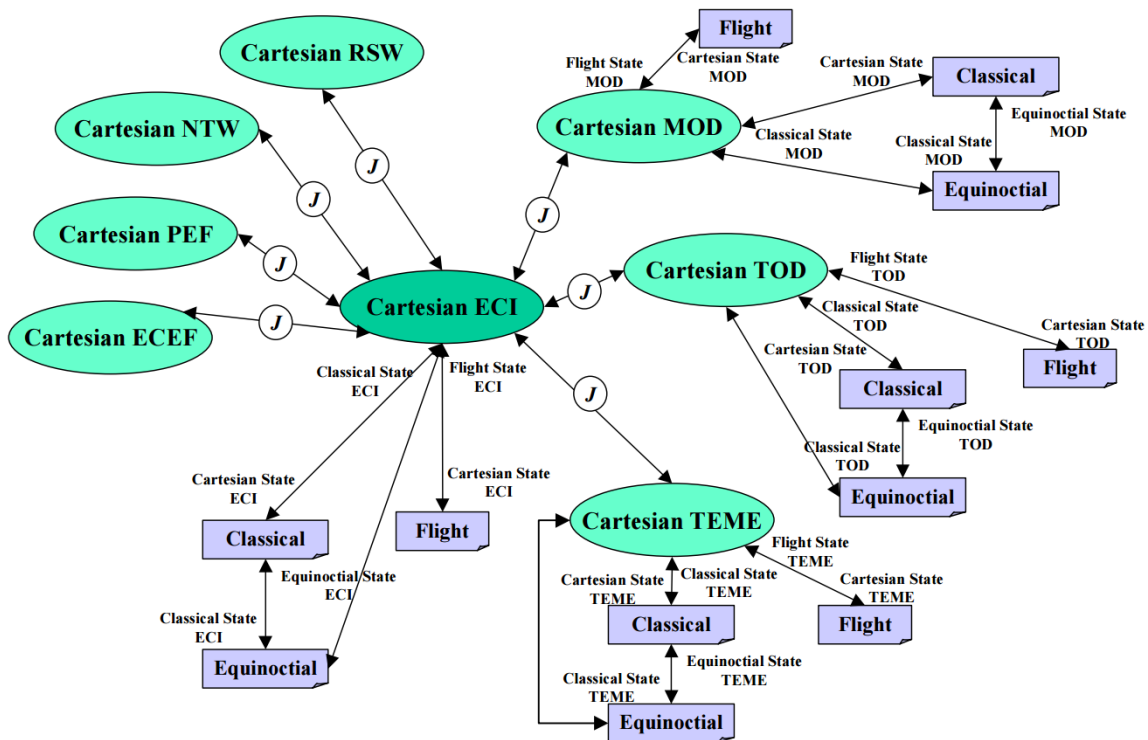 Cartesian RSW
Flight
Flight State
MOD
Cartesian State
MOD
Cartesian NTW
Cartesian MOD
Cartesian State
MOD
Classical
Equinoctial State
MOD
Classical State
MOD
Classical State
MOD
Equinoctial
J
J
J
Cartesian PEF
J
Cartesian ECI
J
Cartesian TOD
Flight State
TOD
Classical State
TOD
Cartesian State
TOD
Cartesian State
TOD
Flight
Cartesian ECEF
J
Classical
Equinoctial State
TOD
Classical State
TOD
Equinoctial
Classical State
ECI
Flight State
ECI
J
Cartesian State
ECI
Cartesian State
ECI
Classical
Flight
Equinoctial State
ECI
Classical State
ECI
Equinoctial
Cartesian TEME
Flight State
TEME
Cartesian State
TEME
Classical State
TEME
Cartesian State
TEME
Classical
Flight
Equinoctial State
TEME
Classical State
TEME
Equinoctial